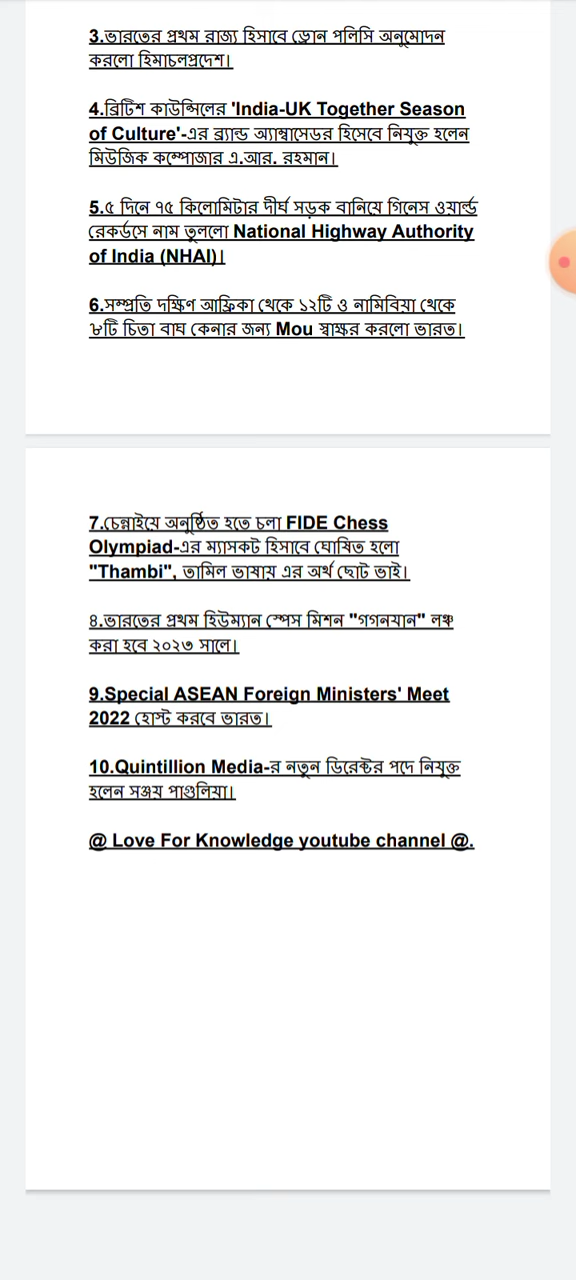 3.ভারতের প্রথম রাজ্য হিসাবে ড্রোন পলিসি অনুমোদন
করলো হিমাচলপ্রদেশ।
4.ব্রিটিশ কাউন্সিলের 'India-UK Together Season
of Culture'-এর ব্র্যান্ড অ্যাম্বাসেডর হিসেবে নিযুক্ত হলেন
মিউজিক কম্পোজার এ.আর. রহমান।
5.৫ দিনে ৭৫ কিলোমিটার দীর্ঘ সড়ক বানিয়ে গিনেস ওয়ার্ল্ড
রেকর্ডসে নাম তুললো National Highway Authority
of India (NHAI)।
6.সম্প্রতি দক্ষিণ আফ্রিকা থেকে ১২টি ও নামিবিয়া থেকে
৮টি চিতা বাঘ কেনার জন্য Mou স্বাক্ষর করলো ভারত।
7.চেন্নাইয়ে অনুষ্ঠিত হতে চলা FIDE Chess
Olympiad-এর ম্যাসকট হিসাবে ঘোষিত হলো
"Thambi", তামিল ভাষায় এর অর্থ ছোট ভাই।
৪.ভারতের প্রথম হিউম্যান স্পেস মিশন "গগনযান" লঞ্চ
করা হবে ২০২৩ সালে।
9.Special ASEAN Foreign Ministers' Meet
2022 হোস্ট করবে ভারত।
10.Quintillion Media-র নতুন ডিরেক্টর পদে নিযুক্ত
হলেন সঞ্জয় পাগুলিয়া।
@ Love For Knowledge youtube channel @.